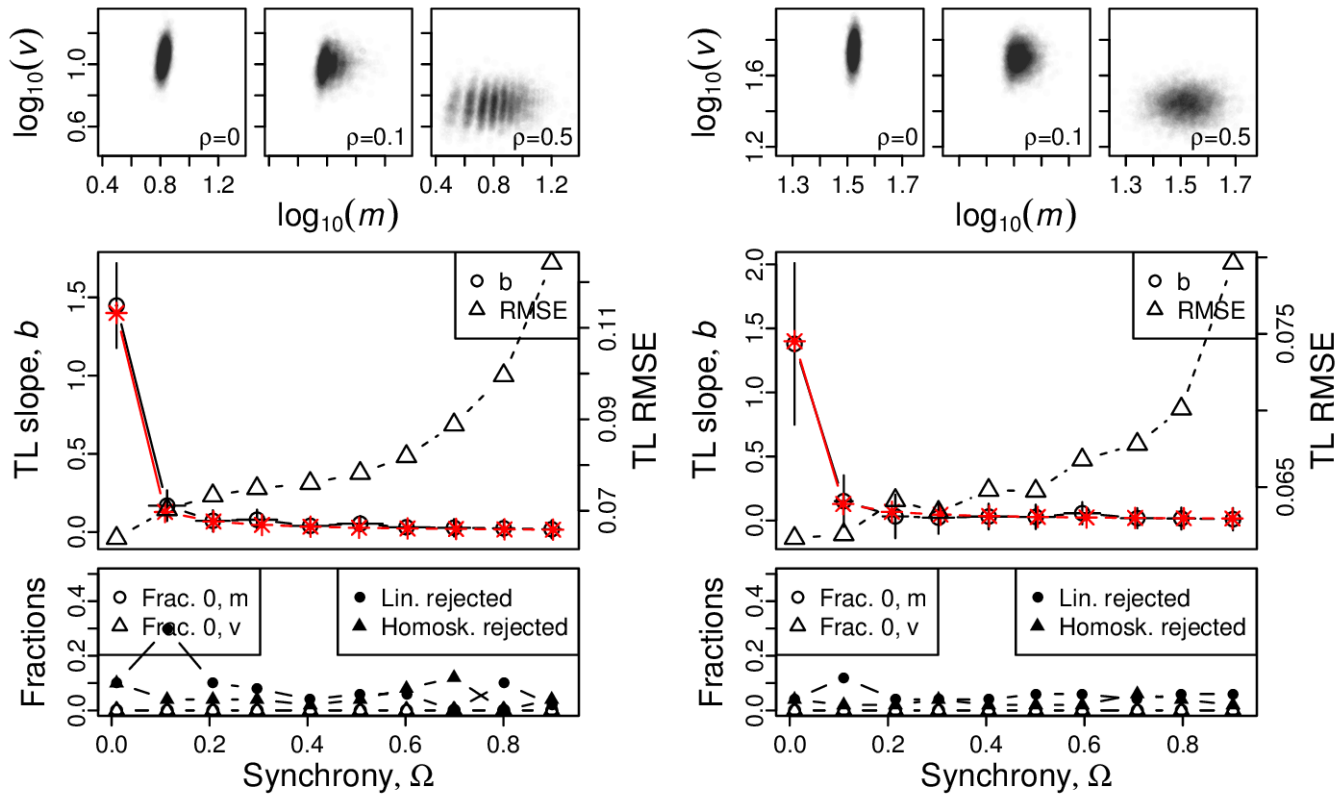 log10(v)
0.6 1.0
ρ=0
ρ=0.1
ρ=0.5
0.4 0.8 1.2
0.4 0.8 1.2
log10(m)
log10(v)
1.2 1.6
ρ=0
ρ=0.1
ρ=0.5
1.3 1.5 1.7
1.3 1.5 1.7
log10(m)
TL slope, b
0.0 0.5 1.0 1.5
b
RMSE
0.07 0.09 0.11
TL RMSE
TL slope, b
0.0 0.5 1.0 1.5 2.0
b
RMSE
0.065 0.075
TL RMSE
Fractions
0.0 0.2 0.4
Frac. 0, m
Frac. 0, v
Lin. rejected
Homosk. rejected
0.0 0.2 0.4 0.6 0.8
Synchrony, Ω
Fractions
0.0 0.2 0.4
Frac. 0, m
Frac. 0, v
Lin. rejected
Homosk. rejected
0.0 0.2 0.4 0.6 0.8
Synchrony, Ω